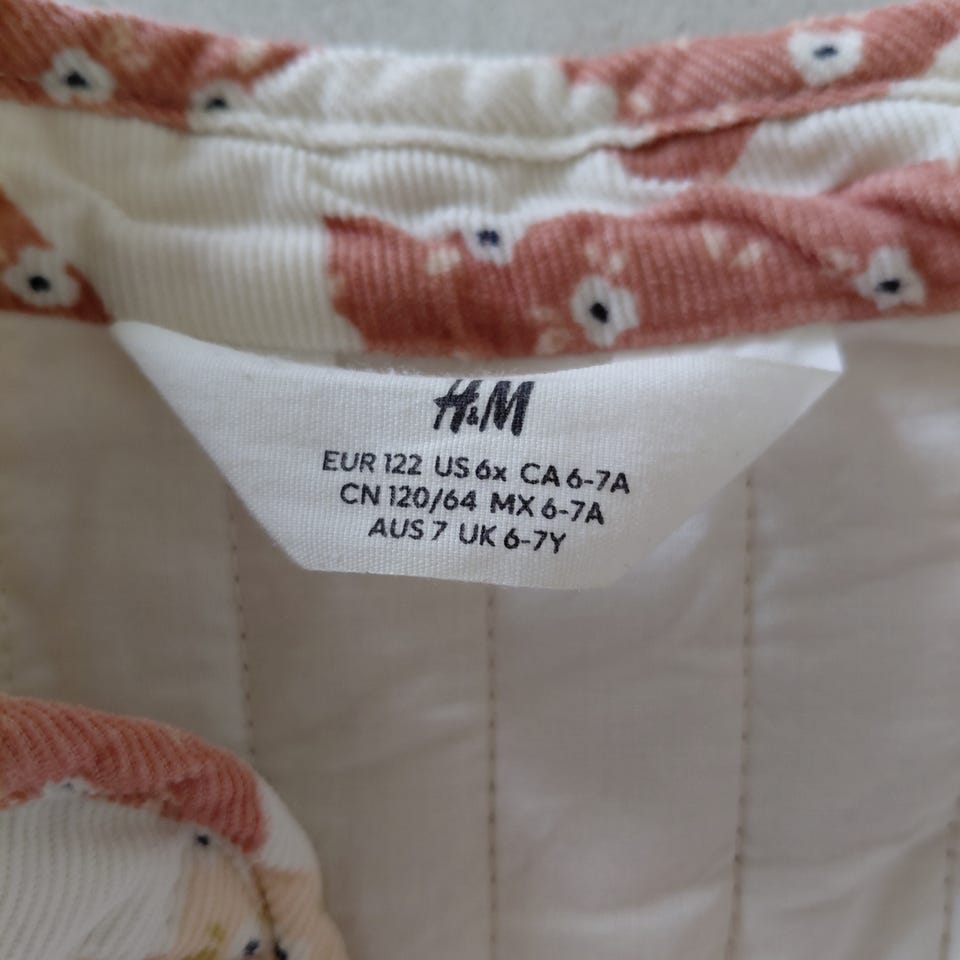 H&M
EUR 122 US 6x CA 6-7A
CN 120/64 MX 6-7A
AUS 7 UK 6-7Y